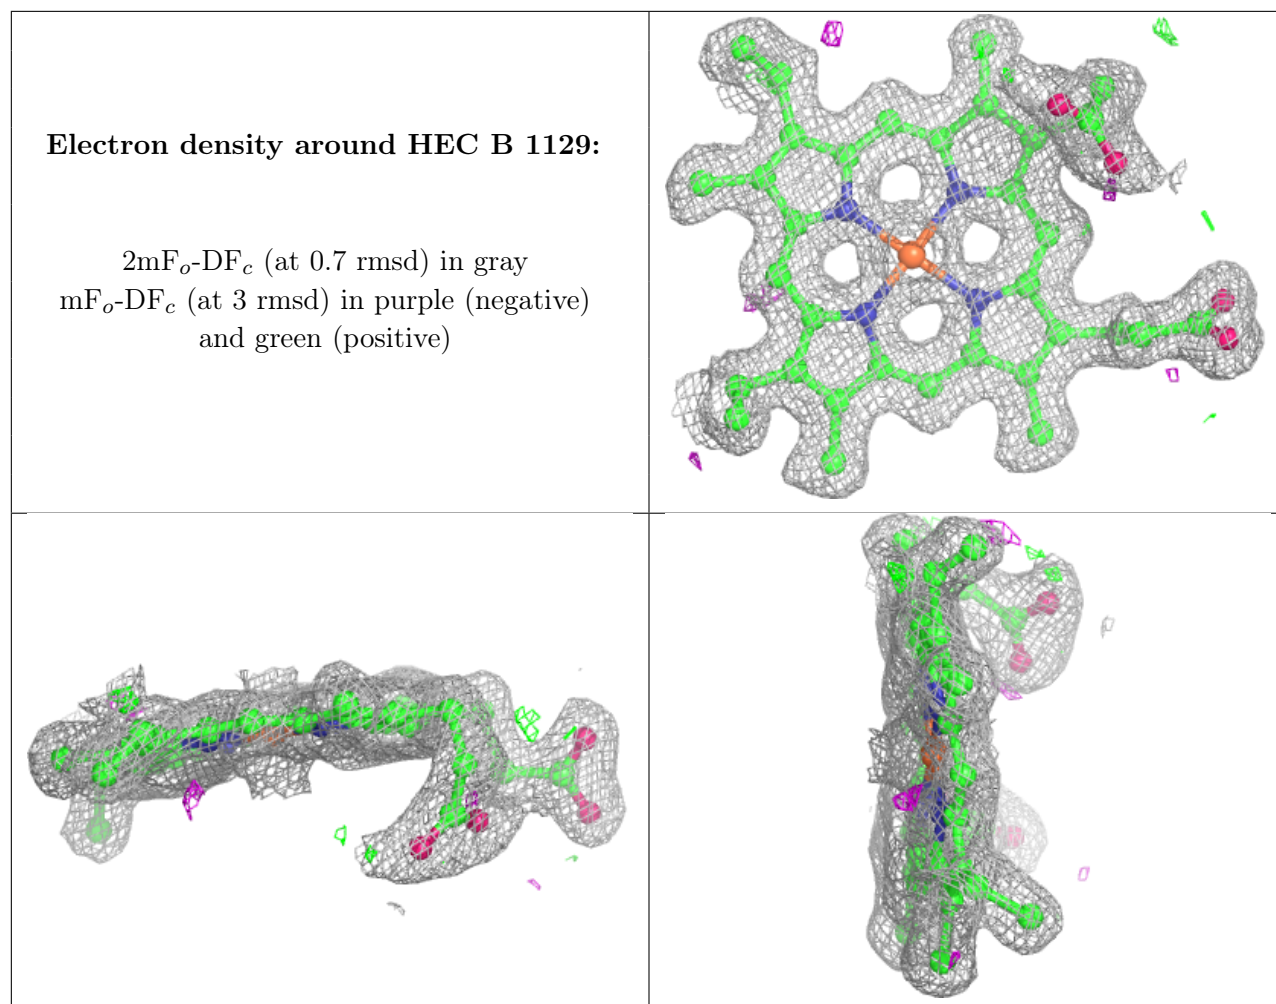 Electron density around HEC B 1129:
2mFo-DFc (at 0.7 rmsd) in gray
mFo-DFc (at 3 rmsd) in purple (negative)
and green (positive)